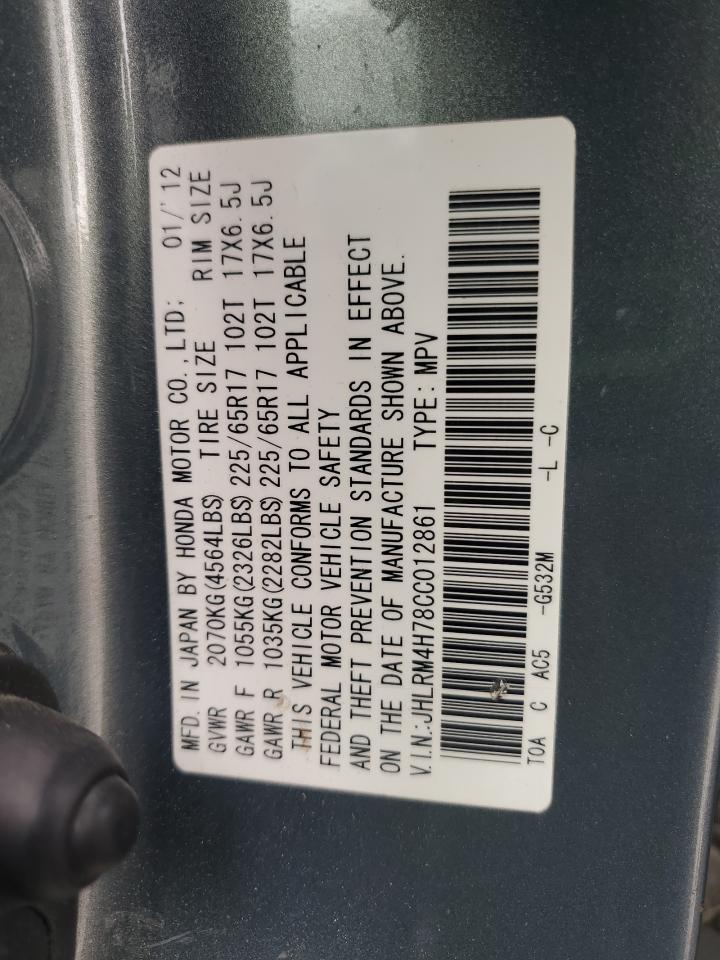 MFD. IN JAPAN BY HONDA MOTOR CO.,LTD; 01/'12
GVWR 2070KG(4564LBS) TIRE SIZE RIM SIZE
GAWR F 1055KG(2326LBS) 225/65R17 102T 17X6.5J
GAWR R 1035KG(2282LBS) 225/65R17 102T 17X6.5J
THIS VEHICLE CONFORMS TO ALL APPLICABLE
FEDERAL MOTOR VEHICLE SAFETY
AND THEFT PREVENTION STANDARDS IN EFFECT
ON THE DATE OF MANUFACTURE SHOWN ABOVE.
V.I.N.:JHLRM4H78CC012861 TYPE: MPV
TOA C AC5 -G532M -L -C